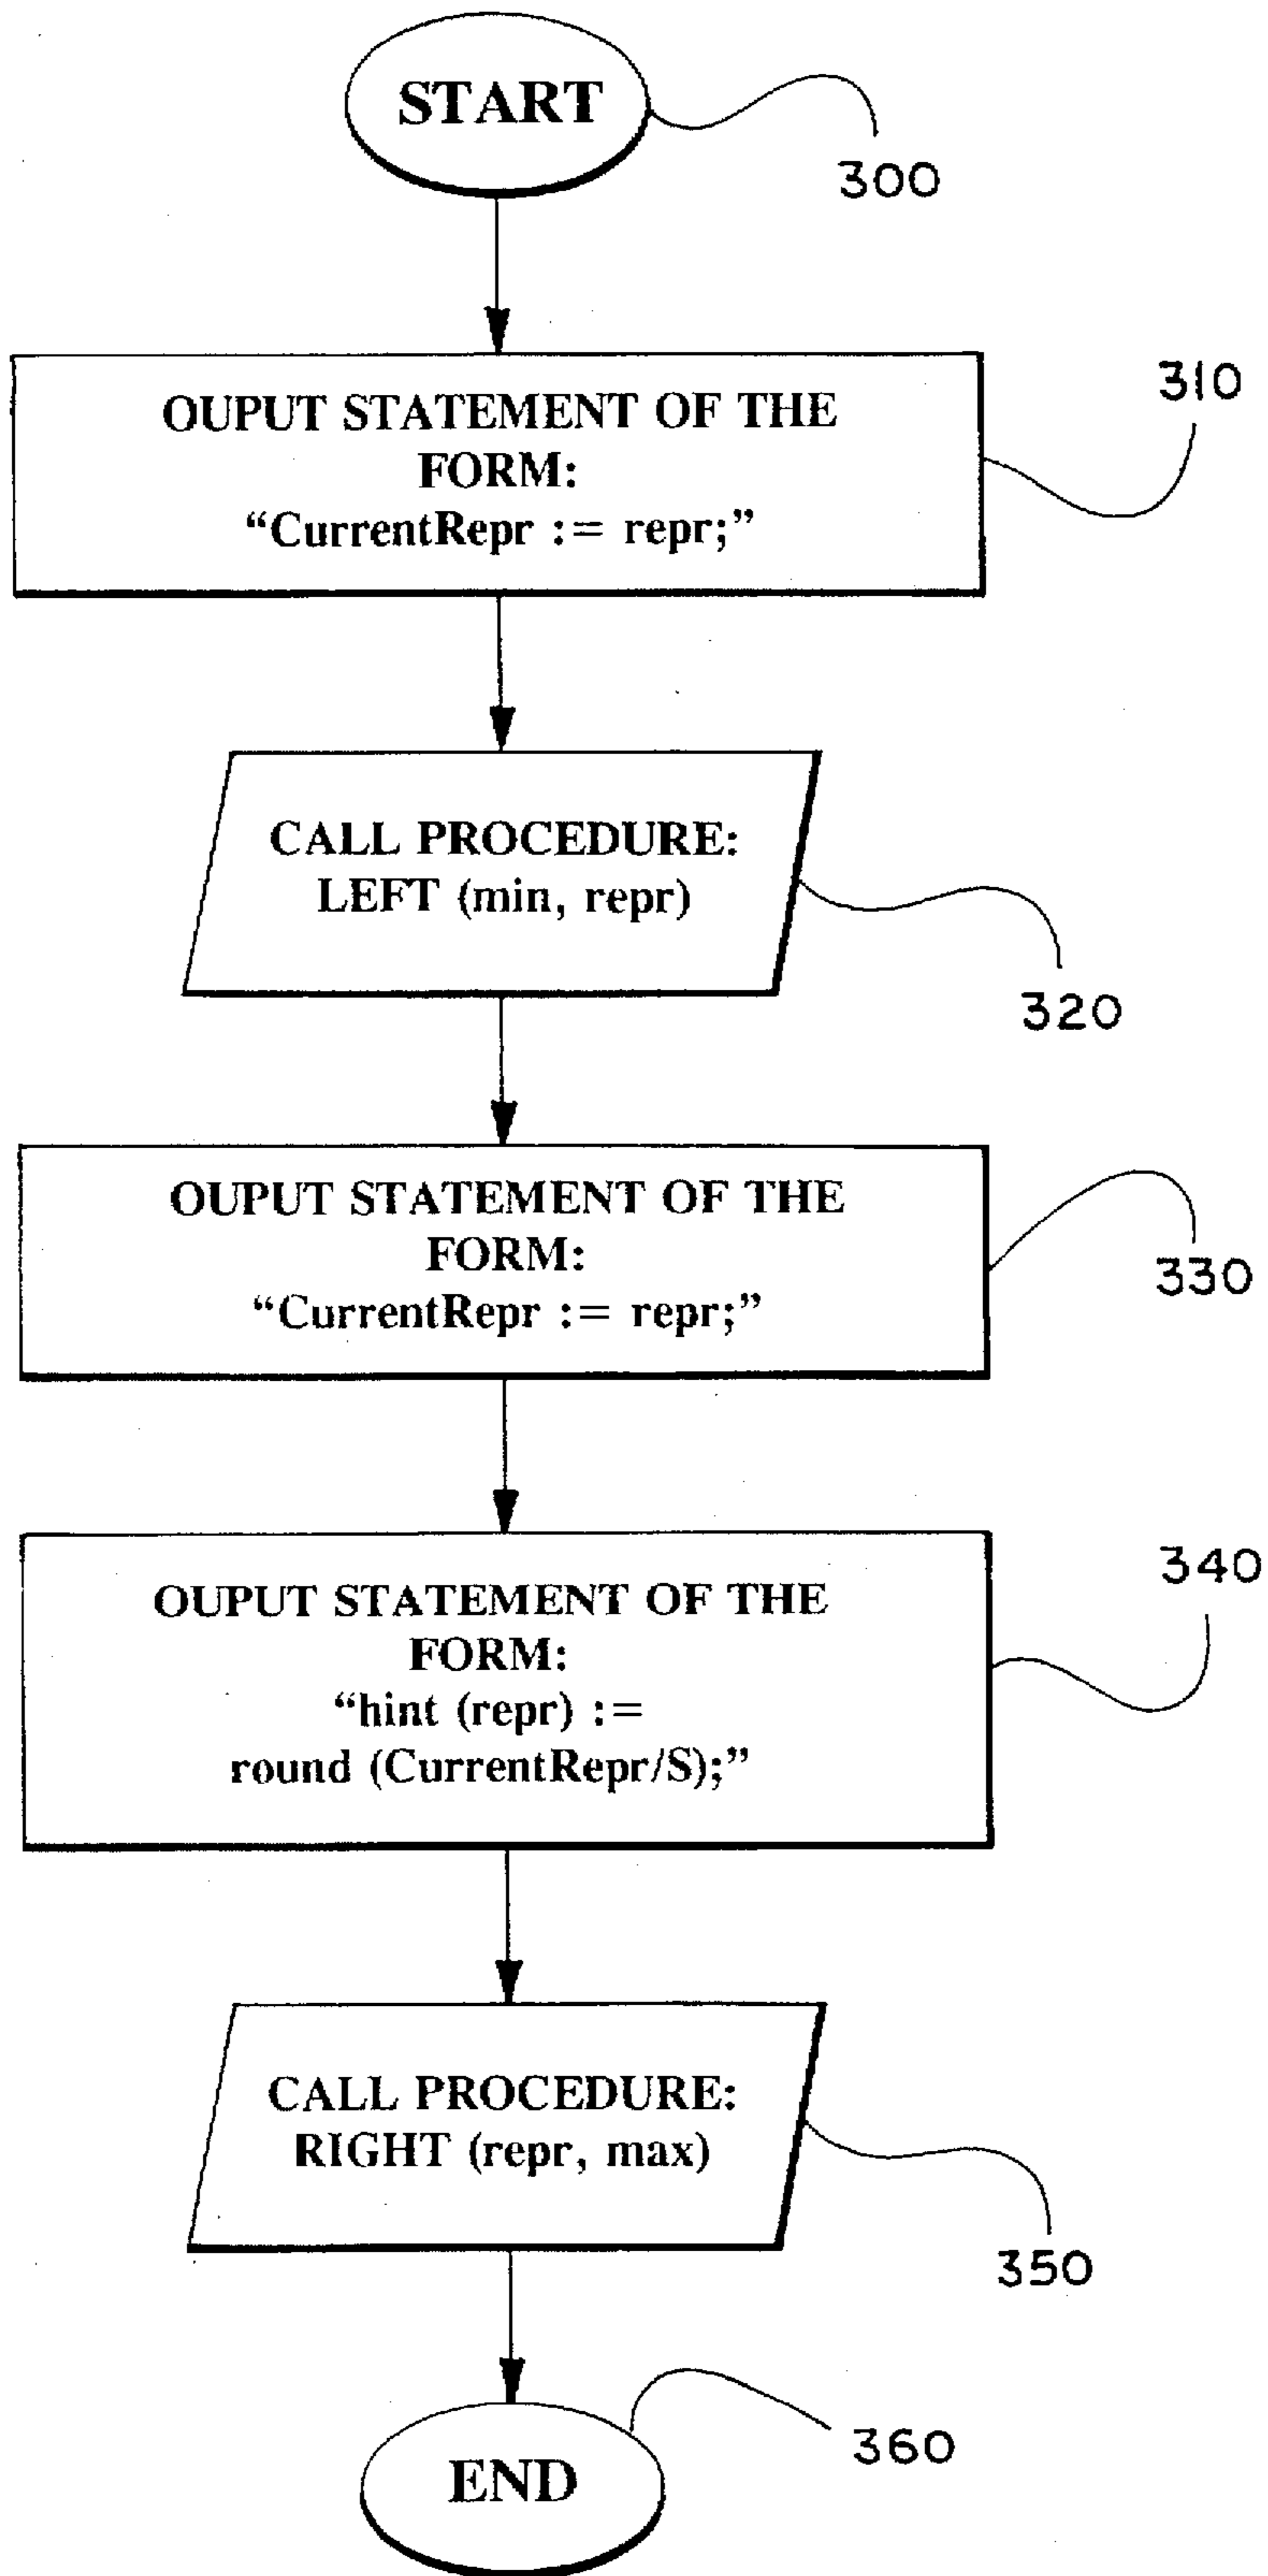 START
300
OUPUT STATEMENT OF THE
FORM:
“CurrentRepr := repr;”
310
CALL PROCEDURE:
LEFT (min, repr)
320
OUPUT STATEMENT OF THE
FORM:
“CurrentRepr := repr;”
330
OUPUT STATEMENT OF THE
FORM:
“hint (repr) :=
round (CurrentRepr/S);”
340
CALL PROCEDURE:
RIGHT (repr, max)
350
END
360